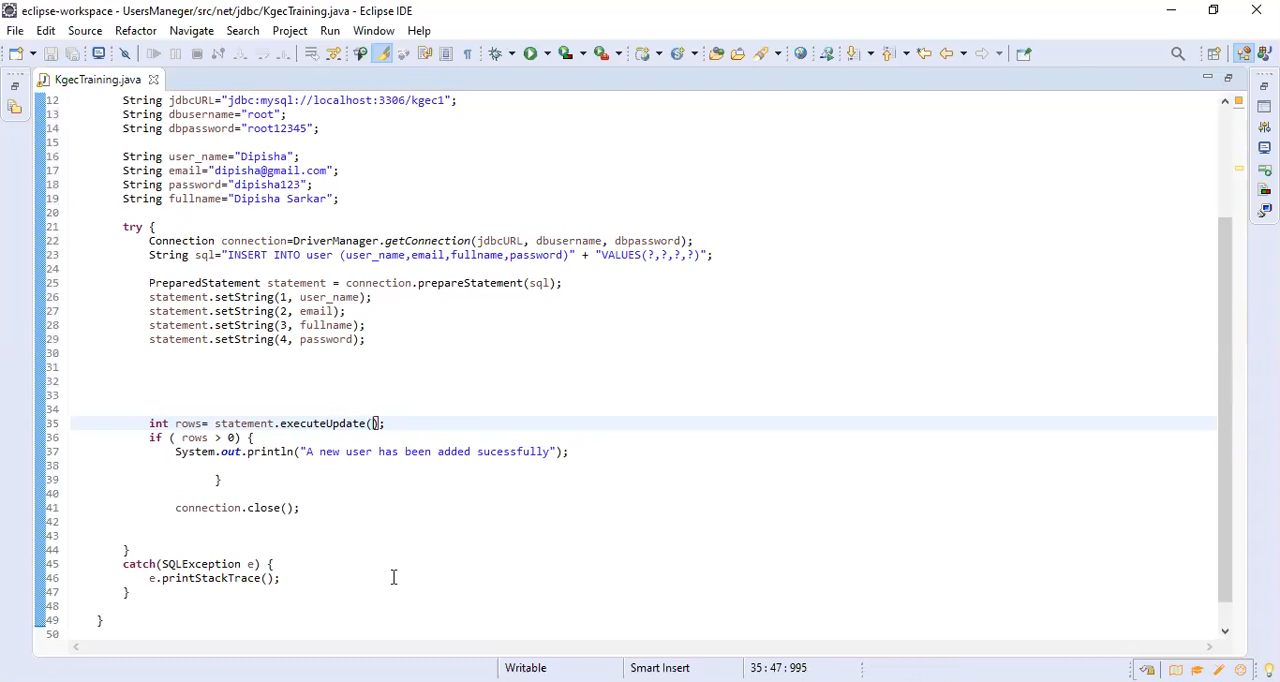 eclipse-workspace - UsersManeger/src/net/jdbc/KgecTraining.java - Eclipse IDE
File Edit Source Refactor Navigate Search Project Run Window Help
KgecTraining.java
12 String jdbcURL="jdbc:mysql://localhost:3306/kgec1";
13 String dbusername="root";
14 String dbpassword="root12345";
15
16 String user_name="Dipisha";
17 String email="dipisha@gmail.com";
18 String password="dipisha123";
19 String fullname="Dipisha Sarkar";
20
21 try {
22 Connection connection=DriverManager.getConnection(jdbcURL, dbusername, dbpassword);
23 String sql="INSERT INTO user (user_name,email,fullname,password)" + "VALUES(?,?,?,?)";
24
25 PreparedStatement statement = connection.prepareStatement(sql);
26 statement.setString(1, user_name);
27 statement.setString(2, email);
28 statement.setString(3, fullname);
29 statement.setString(4, password);
30
31
32
33
34
35 int rows= statement.executeUpdate();
36 if ( rows > 0) {
37 System.out.println("A new user has been added sucessfully");
38
39 }
40
41 connection.close();
42
43
44 }
45 catch(SQLException e) {
46 e.printStackTrace();
47 }
48
49 }
50
Writable Smart Insert 35:47:995